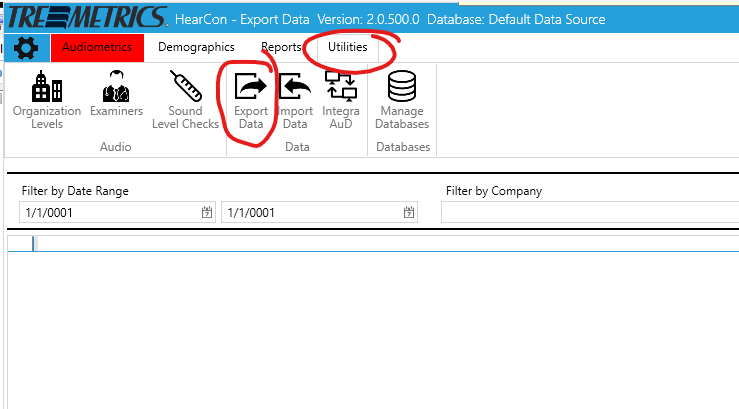 TREMETRICS. HearCon - Export Data Version: 2.0.500.0 Database: Default Data Source
Audiometrics Demographics Reports Utilities
Organization Levels Examiners Sound Level Checks Export Data Import Data Integra AuD Manage Databases
Audio Data Databases
Filter by Date Range Filter by Company
1/1/0001 1/1/0001